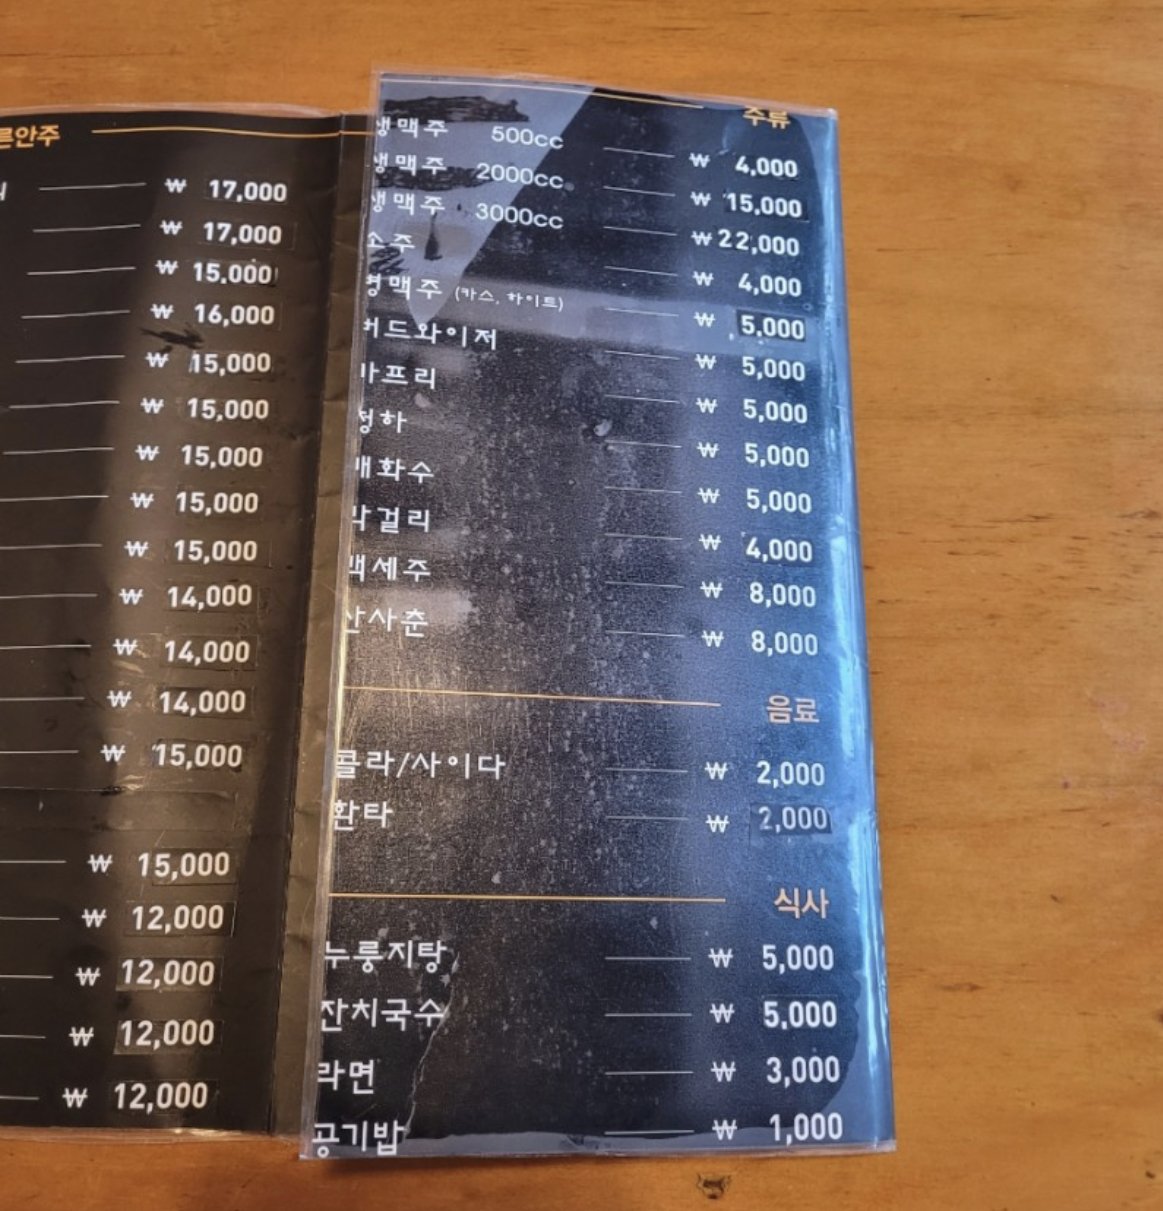 른안주
₩ 17,000
₩ 17,000
₩ 15,000
₩ 16,000
₩ 15,000
₩ 15,000
₩ 15,000
₩ 15,000
₩ 15,000
₩ 14,000
₩ 14,000
₩ 14,000
₩ 15,000
₩ 15,000
₩ 12,000
₩ 12,000
₩ 12,000
₩ 12,000
주류
생맥주 500cc ₩ 4,000
생맥주 2000cc ₩ 15,000
생맥주 3000cc ₩ 22,000
소주 ₩ 4,000
병맥주 (카스, 하이트) ₩ 5,000
버드와이저 ₩ 5,000
카프리 ₩ 5,000
청하 ₩ 5,000
매화수 ₩ 5,000
막걸리 ₩ 4,000
백세주 ₩ 8,000
산사춘 ₩ 8,000
음료
콜라/사이다 ₩ 2,000
환타 ₩ 2,000
식사
누룽지탕 ₩ 5,000
잔치국수 ₩ 5,000
라면 ₩ 3,000
공기밥 ₩ 1,000